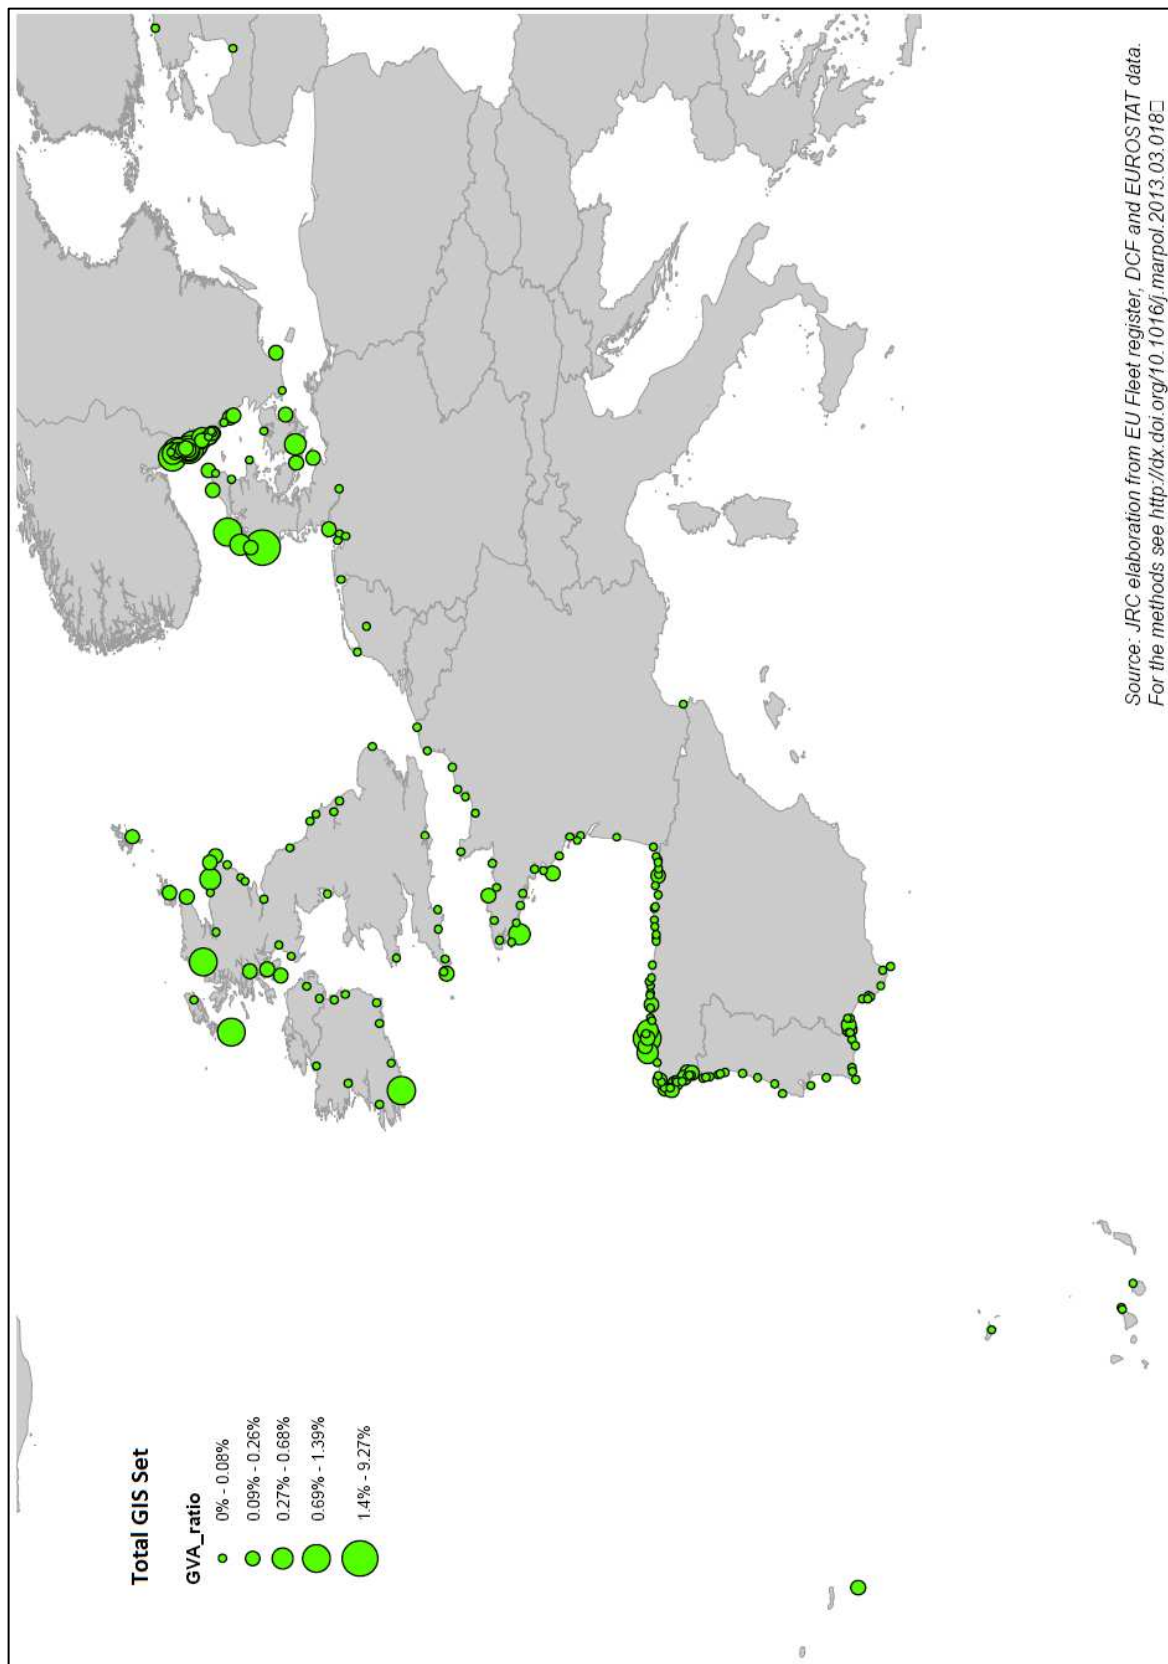 Total GIS Set
GVA_ratio
0% - 0.08%
0.09% - 0.26%
0.27% - 0.68%
0.69% - 1.39%
1.4% - 9.27%
Source: JRC elaboration from EU Fleet register, DCF and EUROSTAT data.
For the methods see http://dx.doi.org/10.1016/j.marpol.2013.03.018□